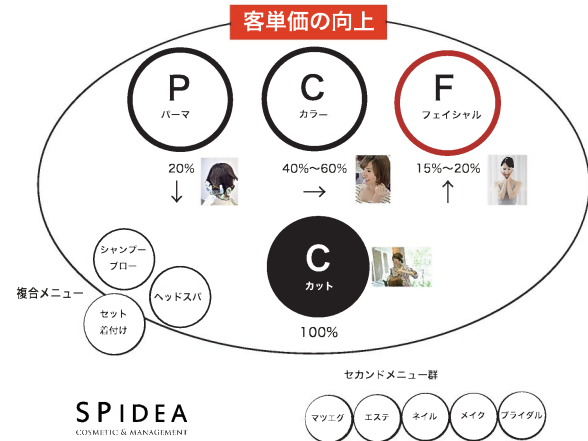 客単価の向上
P
パーマ
C
カラー
F
フェイシャル
20%
↓
40%〜60%
→
15%〜20%
↑
C
カット
100%
シャンプー
ブロー
複合メニュー
ヘッドスパ
セット
着付け
セカンドメニュー群
マツエグ
エステ
ネイル
メイク
ブライダル
SPIDEA
COSMETIC & MANAGEMENT